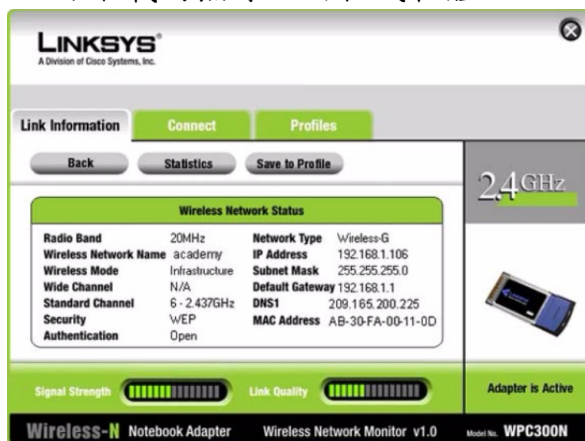 LINKSYS®
A Division of Cisco Systems, Inc.
Link Information Connect Profiles
Back Statistics Save to Profile
2.4GHz
Wireless Network Status
Radio Band 20MHz Network Type Wireless-G
Wireless Network Name academy IP Address 192.168.1.106
Wireless Mode Infrastructure Subnet Mask 255.255.255.0
Wide Channel N/A Default Gateway 192.168.1.1
Standard Channel 6 - 2.437GHz DNS1 209.165.200.225
Security WEP MAC Address AB-30-FA-00-11-0D
Authentication Open
Signal Strength Link Quality Adapter is Active
Wireless-N Notebook Adapter Wireless Network Monitor v1.0 Model No. WPC300N